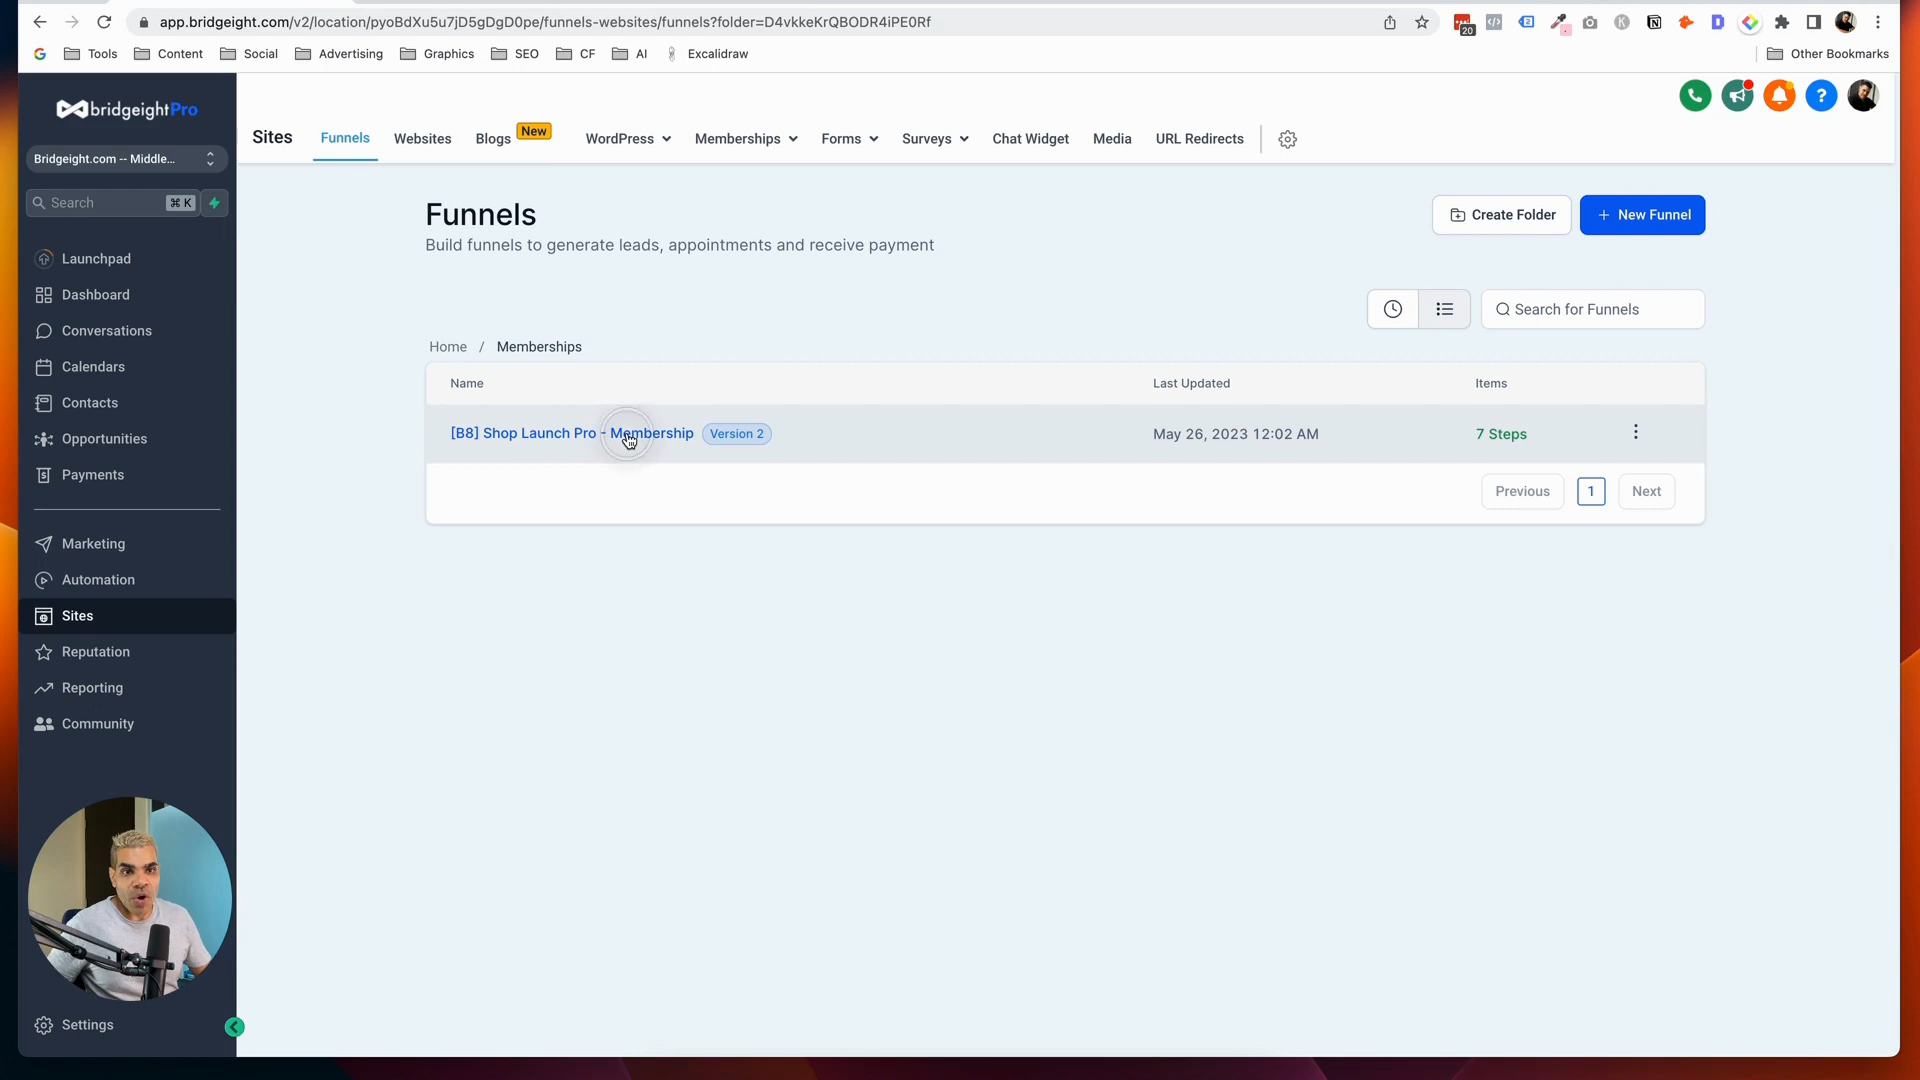 app.bridgeight.com/v2/location/pyoBdXu5u7jD5gDgD0pe/funnels-websites/funnels?folder=D4vkkeKrQBODR4iPE0Rf
20
Tools
Content
Social
Advertising
Graphics
SEO
CF
AI
Excalidraw
Other Bookmarks
bridgeightPro
Bridgeight.com -- Middle...
Search
⌘ K
Launchpad
Dashboard
Conversations
Calendars
Contacts
Opportunities
Payments
Marketing
Automation
Sites
Reputation
Reporting
Community
Settings
Sites
Funnels
Websites
Blogs
New
WordPress
Memberships
Forms
Surveys
Chat Widget
Media
URL Redirects
Funnels
Build funnels to generate leads, appointments and receive payment
Create Folder
+ New Funnel
Search for Funnels
Home / Memberships
Name
Last Updated
Items
[B8] Shop Launch Pro - Membership
Version 2
May 26, 2023 12:02 AM
7 Steps
Previous
1
Next